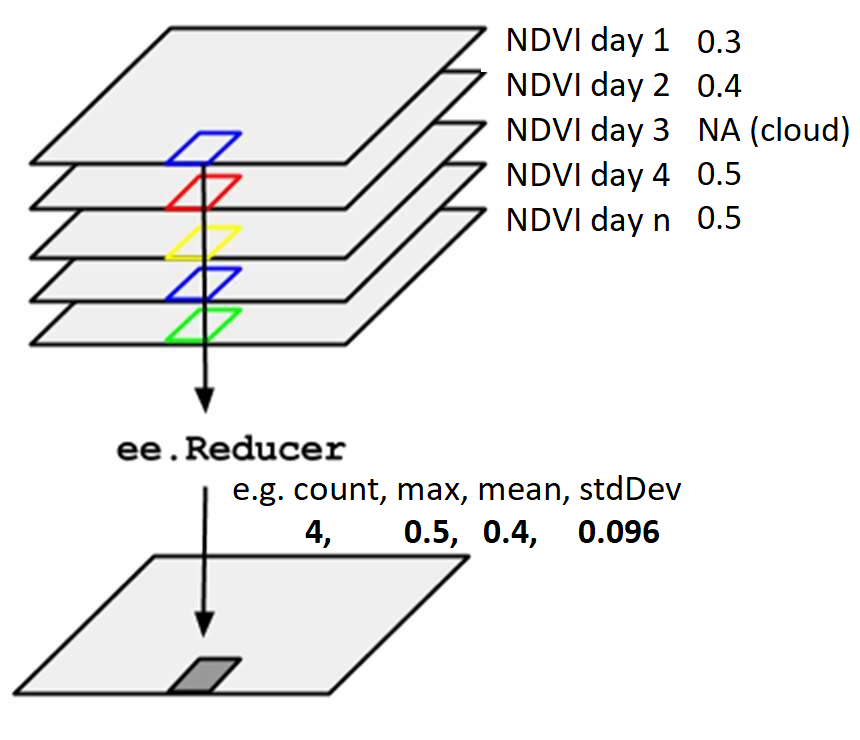 NDVI day 1 0.3
NDVI day 2 0.4
NDVI day 3 NA (cloud)
NDVI day 4 0.5
NDVI day n 0.5
ee.Reducer
e.g. count, max, mean, stdDev
4, 0.5, 0.4, 0.096